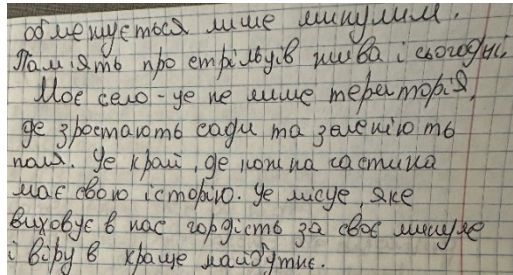 обмежується лише минулим.
Пам'ять про стрільців жива і сьогодні.
Моє село - це не лише територія,
де зростають сади та зеленіють
поля. Це край, де кожна частина
має свою історію. Це місце, яке
виховує в нас гордість за своє минуле
і віру в краще майбутнє.